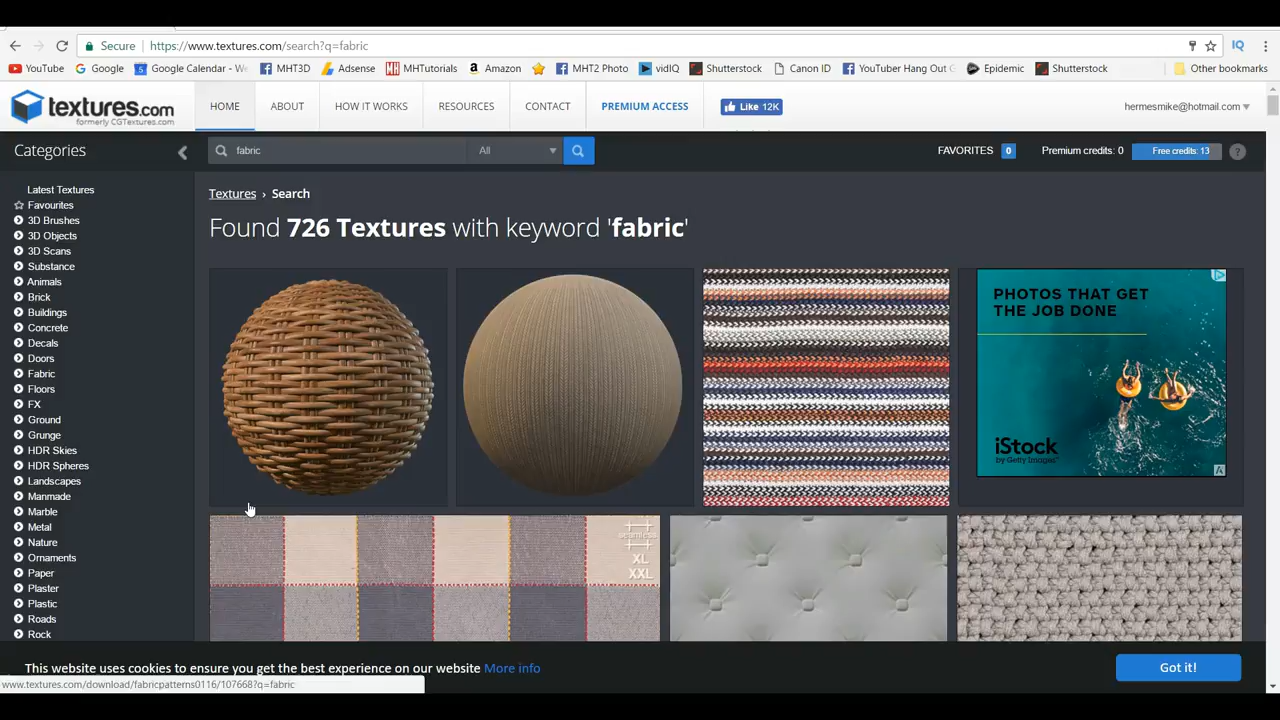 Secure https://www.textures.com/search?q=fabric IQ
YouTube Google 5 Google Calendar - We MHT3D Adsense MHTutorials Amazon MHT2 Photo vidIQ Shutterstock Canon ID YouTuber Hang Out G Epidemic Shutterstock Other bookmarks
textures.com HOME ABOUT HOW IT WORKS RESOURCES CONTACT PREMIUM ACCESS Like 12K hermesmike@hotmail.com
formerly CGTextures.com
Categories fabric All FAVORITES 0 Premium credits: 0 Free credits: 13 ?
Latest Textures
Favourites
3D Brushes
3D Objects
3D Scans
Substance
Animals
Brick
Buildings
Concrete
Decals
Doors
Fabric
Floors
FX
Ground
Grunge
HDR Skies
HDR Spheres
Landscapes
Manmade
Marble
Metal
Nature
Ornaments
Paper
Plaster
Plastic
Roads
Rock
Textures › Search
Found 726 Textures with keyword 'fabric'
PHOTOS THAT GET
THE JOB DONE
iStock
by Getty Images
seamless
XL
XXL
This website uses cookies to ensure you get the best experience on our website More info Got it!
www.textures.com/download/fabricpatterns0116/107668?q=fabric